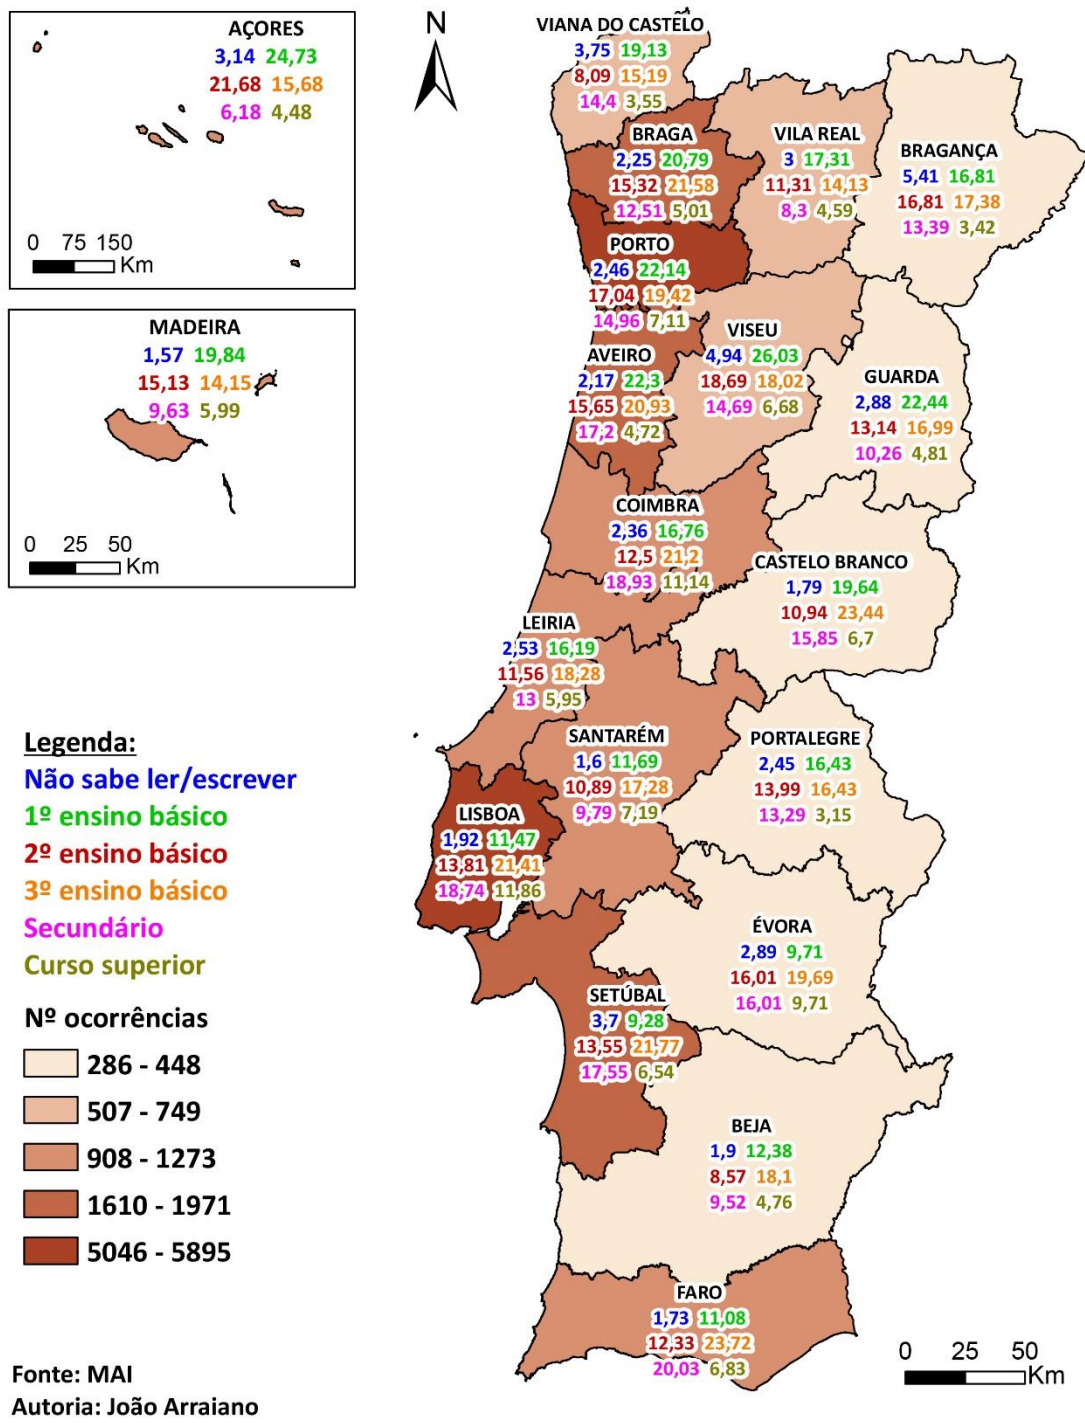 AÇORES
3,14 24,73
21,68 15,68
6,18 4,48
0 75 150
Km
MADEIRA
1,57 19,84
15,13 14,15
9,63 5,99
0 25 50
Km
N
VIANA DO CASTELO
3,75 19,13
8,09 15,19
14,4 3,55
BRAGA
2,25 20,79
15,32 21,58
12,51 5,01
VILA REAL
3 17,31
11,31 14,13
8,3 4,59
BRAGANÇA
5,41 16,81
16,81 17,38
13,39 3,42
PORTO
2,46 22,14
17,04 19,42
14,96 7,11
AVEIRO
2,17 22,3
15,65 20,93
17,2 4,72
VISEU
4,94 26,03
18,69 18,02
14,69 6,68
GUARDA
2,88 22,44
13,14 16,99
10,26 4,81
COIMBRA
2,36 16,76
12,5 21,2
18,93 11,14
CASTELO BRANCO
1,79 19,64
10,94 23,44
15,85 6,7
LEIRIA
2,53 16,19
11,56 18,28
13 5,95
SANTARÉM
1,6 11,69
10,89 17,28
9,79 7,19
PORTALEGRE
2,45 16,43
13,99 16,43
13,29 3,15
LISBOA
1,92 11,47
13,81 21,41
18,74 11,86
ÉVORA
2,89 9,71
16,01 19,69
16,01 9,71
SETÚBAL
3,7 9,28
13,55 21,77
17,55 6,54
BEJA
1,9 12,38
8,57 18,1
9,52 4,76
FARO
1,73 11,08
12,33 23,72
20,03 6,83
0 25 50
Km
Legenda:
Não sabe ler/escrever
1º ensino básico
2º ensino básico
3º ensino básico
Secundário
Curso superior
Nº ocorrências
286 - 448
507 - 749
908 - 1273
1610 - 1971
5046 - 5895
Fonte: MAI
Autoria: João Arraiano